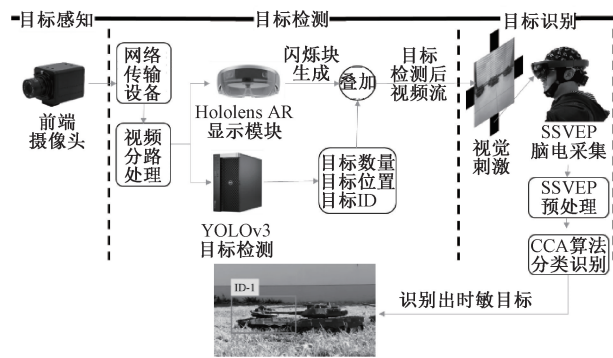 目标感知
目标检测
目标识别
前端
摄像头
网络
传输
设备
视频
分路
处理
Hololens AR
显示模块
YOLOv3
目标检测
闪烁块
生成
叠加
目标数量
目标位置
目标ID
目标
检测后
视频流
视觉
刺激
SSVEP
脑电采集
SSVEP
预处理
CCA算法
分类识别
识别出时敏目标
ID-1